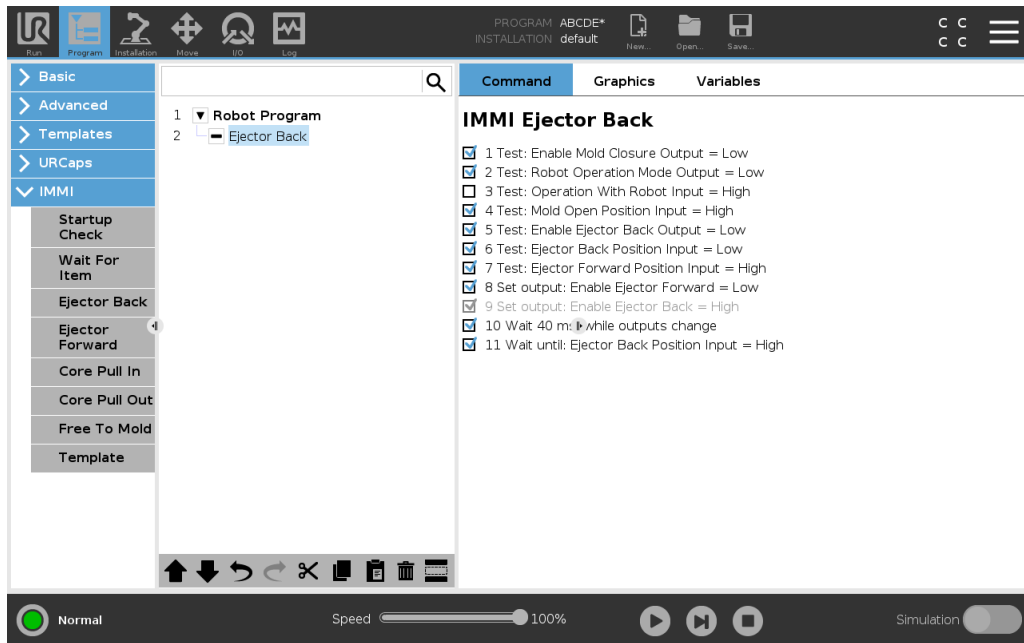 UR
Run
Program
Installation
Move
I/O
Log
PROGRAM ABCDE*
INSTALLATION default
New...
Open...
Save...
C C
C C
Basic
Advanced
Templates
URCaps
IMMI
Startup
Check
Wait For
Item
Ejector Back
Ejector
Forward
Core Pull In
Core Pull Out
Free To Mold
Template
1 Robot Program
2 Ejector Back
Command Graphics Variables
IMMI Ejector Back
1 Test: Enable Mold Closure Output = Low
2 Test: Robot Operation Mode Output = Low
3 Test: Operation With Robot Input = High
4 Test: Mold Open Position Input = High
5 Test: Enable Ejector Back Output = Low
6 Test: Ejector Back Position Input = Low
7 Test: Ejector Forward Position Input = High
8 Set output: Enable Ejector Forward = Low
9 Set output: Enable Ejector Back = High
10 Wait 40 ms while outputs change
11 Wait until: Ejector Back Position Input = High
Normal
Speed 100%
Simulation